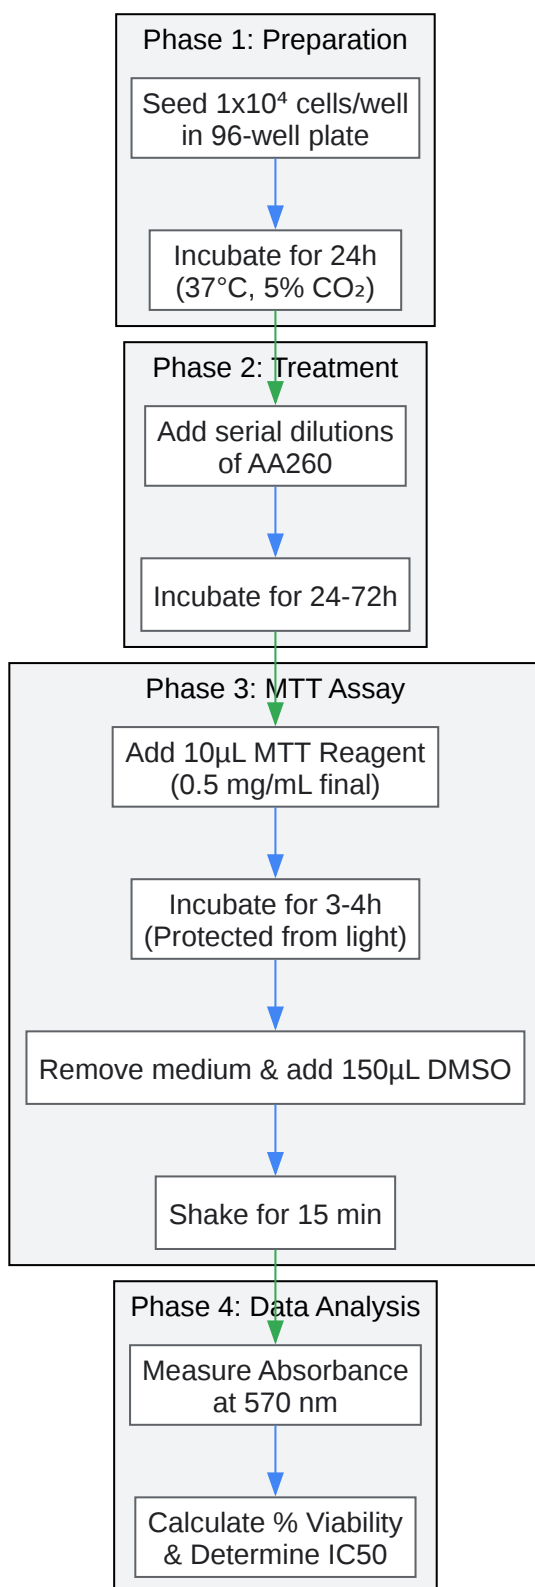 Phase 1: Preparation
Seed 1x10⁴ cells/well
in 96-well plate
Incubate for 24h
(37°C, 5% CO₂)
Phase 2: Treatment
Add serial dilutions
of AA260
Incubate for 24-72h
Phase 3: MTT Assay
Add 10µL MTT Reagent
(0.5 mg/mL final)
Incubate for 3-4h
(Protected from light)
Remove medium & add 150µL DMSO
Shake for 15 min
Phase 4: Data Analysis
Measure Absorbance
at 570 nm
Calculate % Viability
& Determine IC50